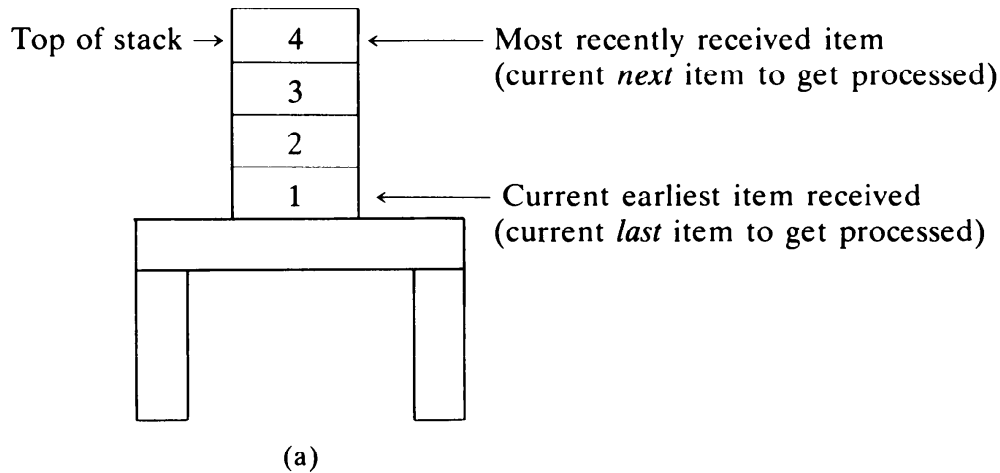 Top of stack → 4 ← Most recently received item
(current next item to get processed)
3
2
1 ← Current earliest item received
(current last item to get processed)
(a)